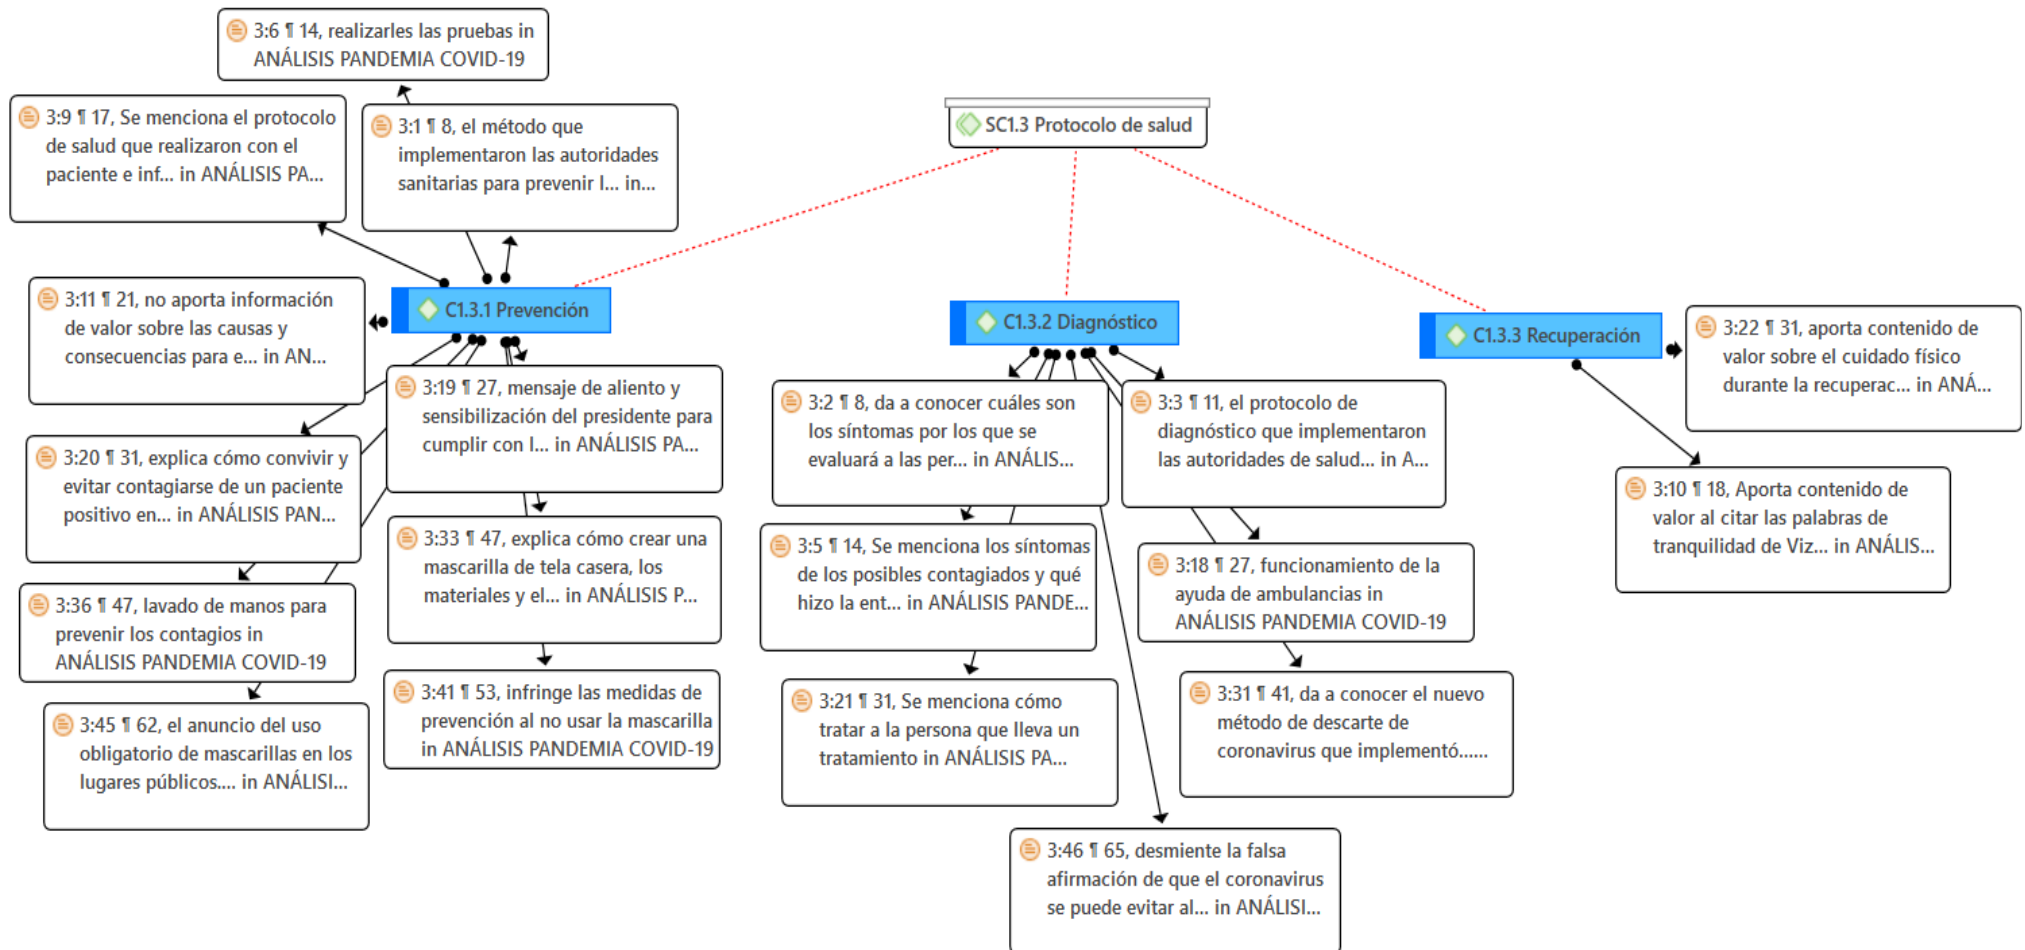 3:6 ¶ 14, realizarles las pruebas in
ANÁLISIS PANDEMIA COVID-19
3:9 ¶ 17, Se menciona el protocolo
de salud que realizaron con el
paciente e inf... in ANÁLISIS PA...
3:1 ¶ 8, el método que
implementaron las autoridades
sanitarias para prevenir l... in...
SC1.3 Protocolo de salud
3:11 ¶ 21, no aporta información
de valor sobre las causas y
consecuencias para e... in AN...
C1.3.1 Prevención
3:19 ¶ 27, mensaje de aliento y
sensibilización del presidente para
cumplir con l... in ANÁLISIS PA...
3:20 ¶ 31, explica cómo convivir y
evitar contagiarse de un paciente
positivo en... in ANÁLISIS PAN...
3:33 ¶ 47, explica cómo crear una
mascarilla de tela casera, los
materiales y el... in ANÁLISIS P...
3:36 ¶ 47, lavado de manos para
prevenir los contagios in
ANÁLISIS PANDEMIA COVID-19
3:41 ¶ 53, infringe las medidas de
prevención al no usar la mascarilla
in ANÁLISIS PANDEMIA COVID-19
3:45 ¶ 62, el anuncio del uso
obligatorio de mascarillas en los
lugares públicos.... in ANÁLISI...
C1.3.2 Diagnóstico
3:2 ¶ 8, da a conocer cuáles son
los síntomas por los que se
evaluará a las per... in ANÁLIS...
3:3 ¶ 11, el protocolo de
diagnóstico que implementaron
las autoridades de salud... in A...
3:5 ¶ 14, Se menciona los síntomas
de los posibles contagiados y qué
hizo la ent... in ANÁLISIS PANDE...
3:18 ¶ 27, funcionamiento de la
ayuda de ambulancias in
ANÁLISIS PANDEMIA COVID-19
3:21 ¶ 31, Se menciona cómo
tratar a la persona que lleva un
tratamiento in ANÁLISIS PA...
3:31 ¶ 41, da a conocer el nuevo
método de descarte de
coronavirus que implementó......
3:46 ¶ 65, desmiente la falsa
afirmación de que el coronavirus
se puede evitar al... in ANÁLISI...
C1.3.3 Recuperación
3:22 ¶ 31, aporta contenido de
valor sobre el cuidado físico
durante la recuperac... in ANÁ...
3:10 ¶ 18, Aporta contenido de
valor al citar las palabras de
tranquilidad de Viz... in ANÁLIS...